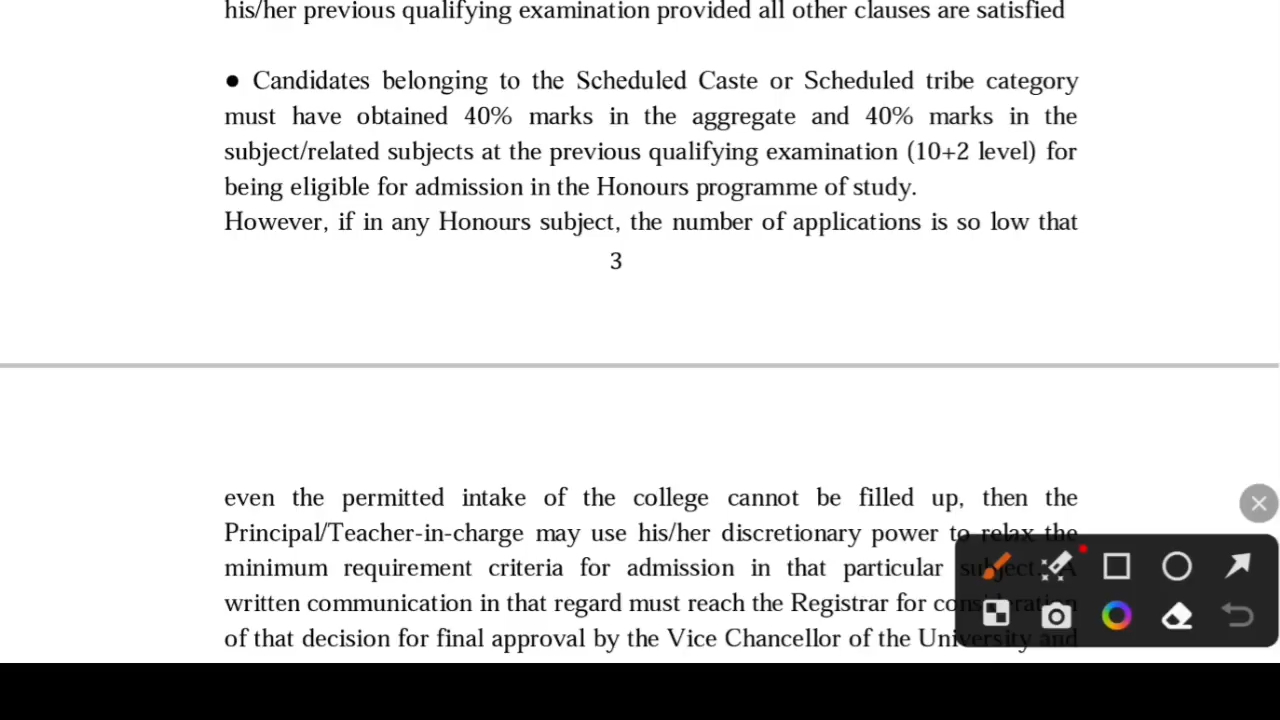 his/her previous qualifying examination provided all other clauses are satisfied
● Candidates belonging to the Scheduled Caste or Scheduled tribe category
must have obtained 40% marks in the aggregate and 40% marks in the
subject/related subjects at the previous qualifying examination (10+2 level) for
being eligible for admission in the Honours programme of study.
However, if in any Honours subject, the number of applications is so low that
3
even the permitted intake of the college cannot be filled up, then the
Principal/Teacher-in-charge may use his/her discretionary power to relax the
minimum requirement criteria for admission in that particular subject. A
written communication in that regard must reach the Registrar for consideration
of that decision for final approval by the Vice Chancellor of the University and